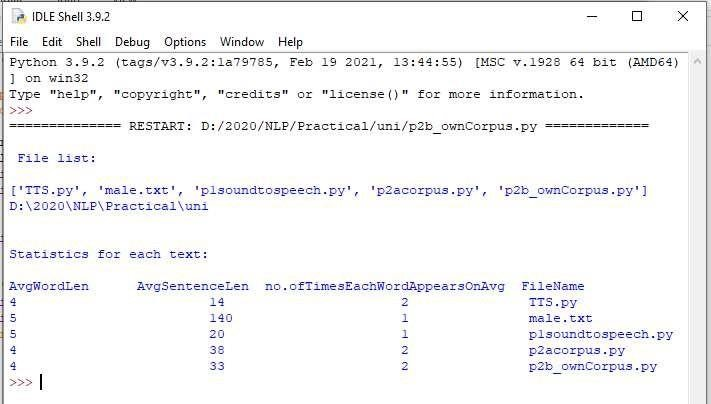 IDLE Shell 3.9.2
File Edit Shell Debug Options Window Help
Python 3.9.2 (tags/v3.9.2:1a79785, Feb 19 2021, 13:44:55) [MSC v.1928 64 bit (AMD64)
] on win32
Type "help", "copyright", "credits" or "license()" for more information.
>>>
============== RESTART: D:/2020/NLP/Practical/uni/p2b_ownCorpus.py =============
File list:
['TTS.py', 'male.txt', 'p1soundtospeech.py', 'p2acorpus.py', 'p2b_ownCorpus.py']
D:\2020\NLP\Practical\uni
Statistics for each text:
AvgWordLen AvgSentenceLen no.ofTimesEachWordAppearsOnAvg FileName
4 14 2 TTS.py
5 140 1 male.txt
5 20 1 p1soundtospeech.py
4 38 2 p2acorpus.py
4 33 2 p2b_ownCorpus.py
>>>